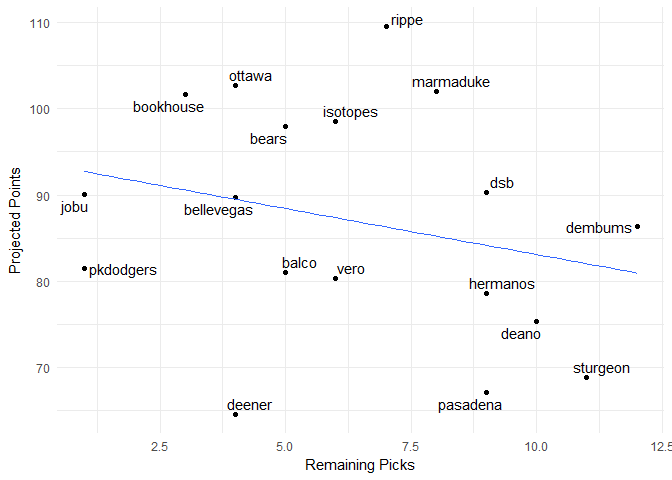 110
rippe
ottawa
marmaduke
bookhouse
100
isotopes
bears
Projected Points
90
dsb
jobu
bellevegas
dembums
80
pkdodgers
balco
vero
hermanos
deano
70
sturgeon
deener
pasadena
2.5
5.0
7.5
10.0
12.5
Remaining Picks